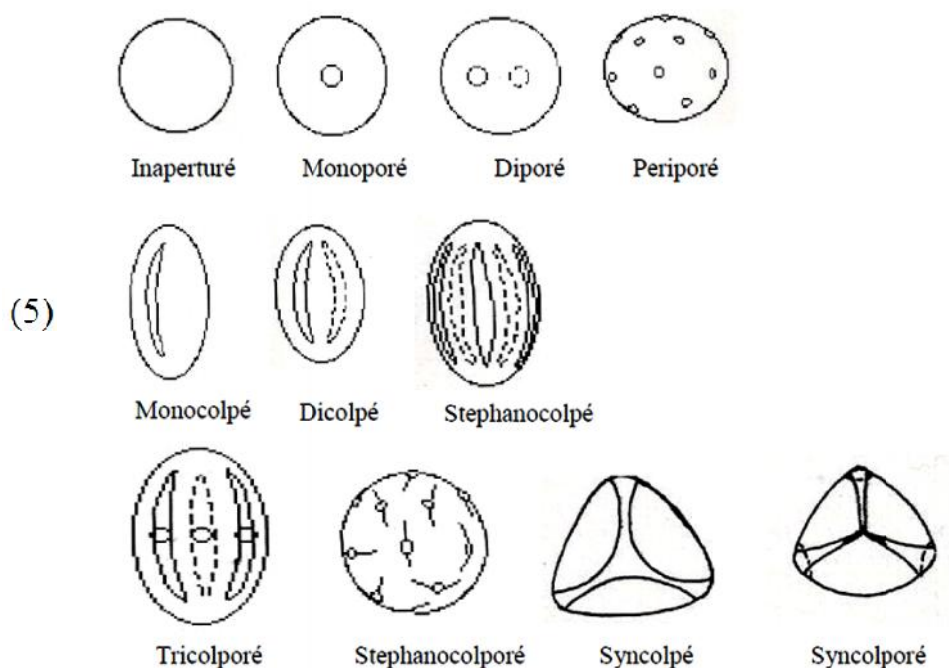 Inaperturé Monoporé Diporé Periporé
(5)
Monocolpé Dicolpé Stephanocolpé
Tricolporé Stephanocolporé Syncolpé Syncolporé